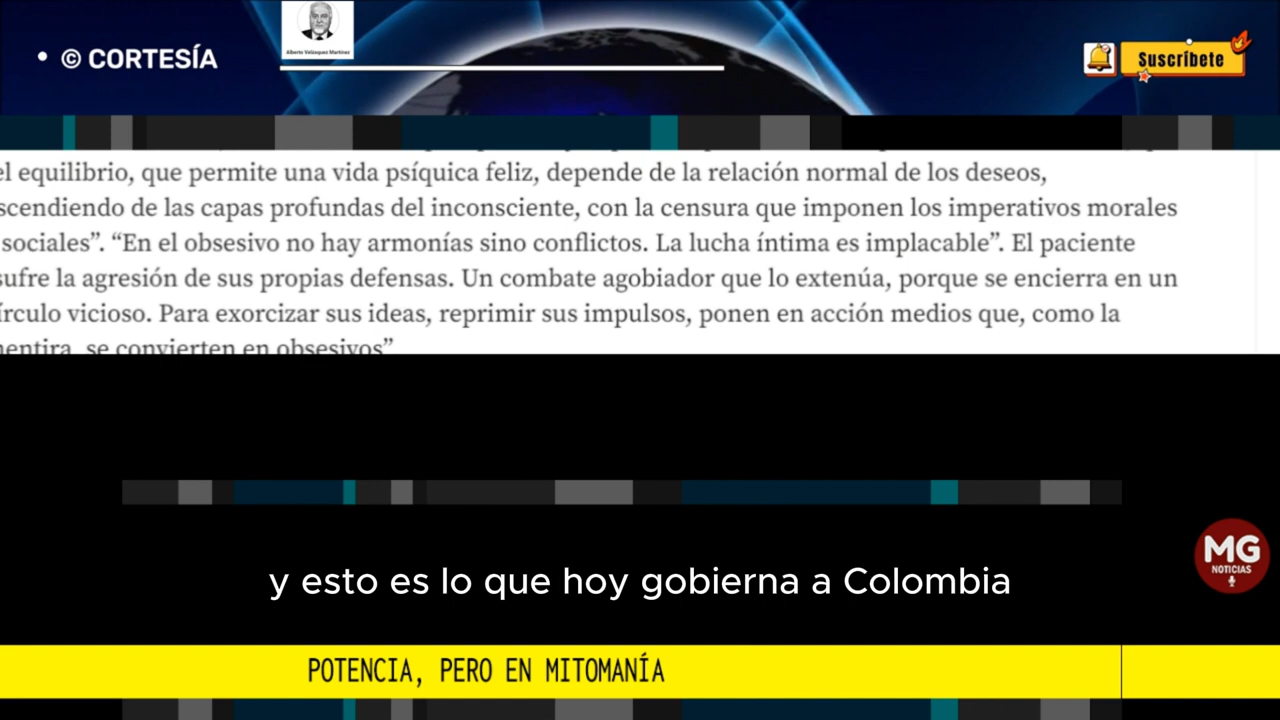 • © CORTESÍA
Alberto Velásquez Martínez
Suscríbete
el equilibrio, que permite una vida psíquica feliz, depende de la relación normal de los deseos,
scendiendo de las capas profundas del inconsciente, con la censura que imponen los imperativos morales
sociales”. “En el obsesivo no hay armonías sino conflictos. La lucha íntima es implacable”. El paciente
sufre la agresión de sus propias defensas. Un combate agobiador que lo extenúa, porque se encierra en un
írculo vicioso. Para exorcizar sus ideas, reprimir sus impulsos, ponen en acción medios que, como la
mentira, se convierten en obsesivos”
MG
NOTICIAS
y esto es lo que hoy gobierna a Colombia
POTENCIA, PERO EN MITOMANÍA